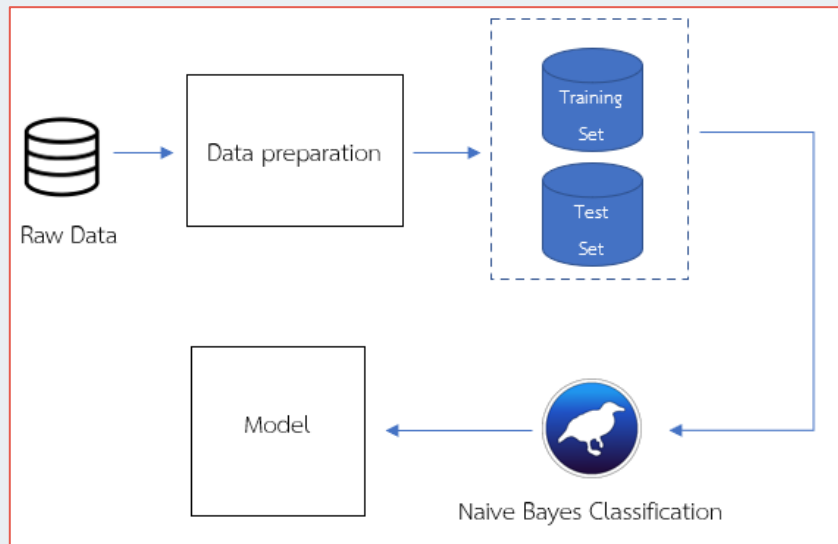 Raw Data
Data preparation
Training
Set
Test
Set
Naive Bayes Classification
Model